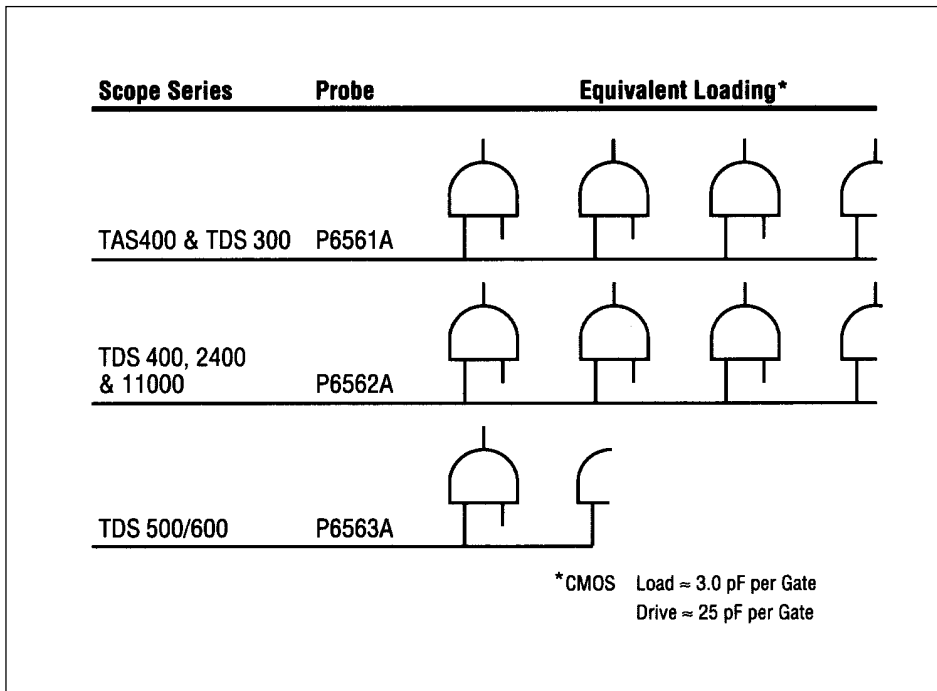 Scope Series Probe Equivalent Loading*
TAS400 & TDS 300 P6561A
TDS 400, 2400
& 11000 P6562A
TDS 500/600 P6563A
*CMOS Load ≈ 3.0 pF per Gate
Drive ≈ 25 pF per Gate